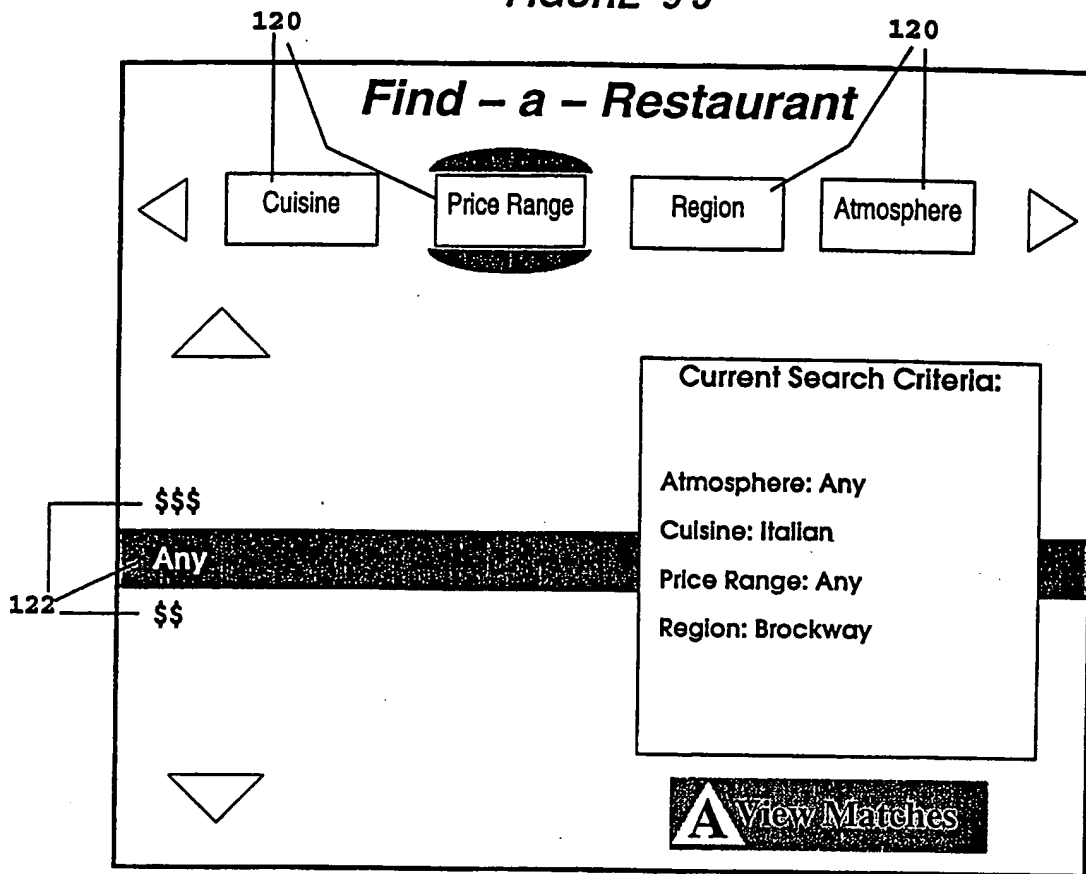 120
120
Find – a – Restaurant
Cuisine
Price Range
Region
Atmosphere
Current Search Criteria:
Atmosphere: Any
Cuisine: Italian
Price Range: Any
Region: Brockway
$$$
Any
122
$$
A View Matches